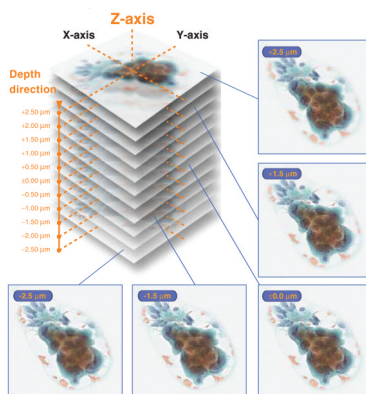 Z-axis
X-axis
Y-axis
Depth
direction
+2.50 µm
+2.00 µm
+1.50 µm
+1.00 µm
+0.50 µm
±0.00 µm
−0.50 µm
−1.00 µm
−1.50 µm
−2.00 µm
−2.50 µm
+2.5 µm
+1.5 µm
-2.5 µm
-1.5 µm
±0.0 µm